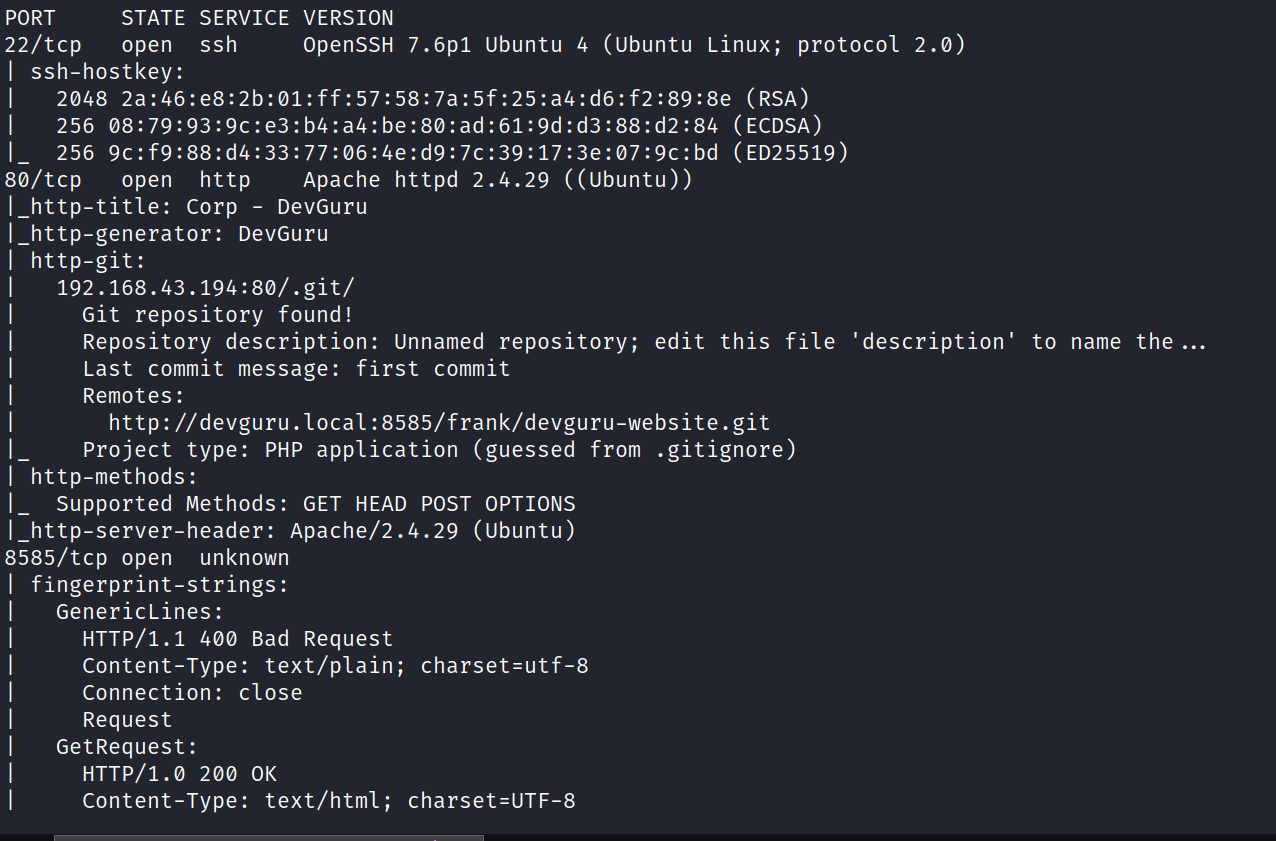 PORT     STATE SERVICE VERSION
22/tcp   open  ssh     OpenSSH 7.6p1 Ubuntu 4 (Ubuntu Linux; protocol 2.0)
| ssh-hostkey:
|   2048 2a:46:e8:2b:01:ff:57:58:7a:5f:25:a4:d6:f2:89:8e (RSA)
|   256 08:79:93:9c:e3:b4:a4:be:80:ad:61:9d:d3:88:d2:84 (ECDSA)
|_  256 9c:f9:88:d4:33:77:06:4e:d9:7c:39:17:3e:07:9c:bd (ED25519)
80/tcp   open  http    Apache httpd 2.4.29 ((Ubuntu))
|_http-title: Corp - DevGuru
|_http-generator: DevGuru
| http-git:
|   192.168.43.194:80/.git/
|     Git repository found!
|     Repository description: Unnamed repository; edit this file 'description' to name the...
|     Last commit message: first commit
|     Remotes:
|       http://devguru.local:8585/frank/devguru-website.git
|_    Project type: PHP application (guessed from .gitignore)
| http-methods:
|_  Supported Methods: GET HEAD POST OPTIONS
|_http-server-header: Apache/2.4.29 (Ubuntu)
8585/tcp open  unknown
| fingerprint-strings:
|   GenericLines:
|     HTTP/1.1 400 Bad Request
|     Content-Type: text/plain; charset=utf-8
|     Connection: close
|     Request
|   GetRequest:
|     HTTP/1.0 200 OK
|     Content-Type: text/html; charset=UTF-8